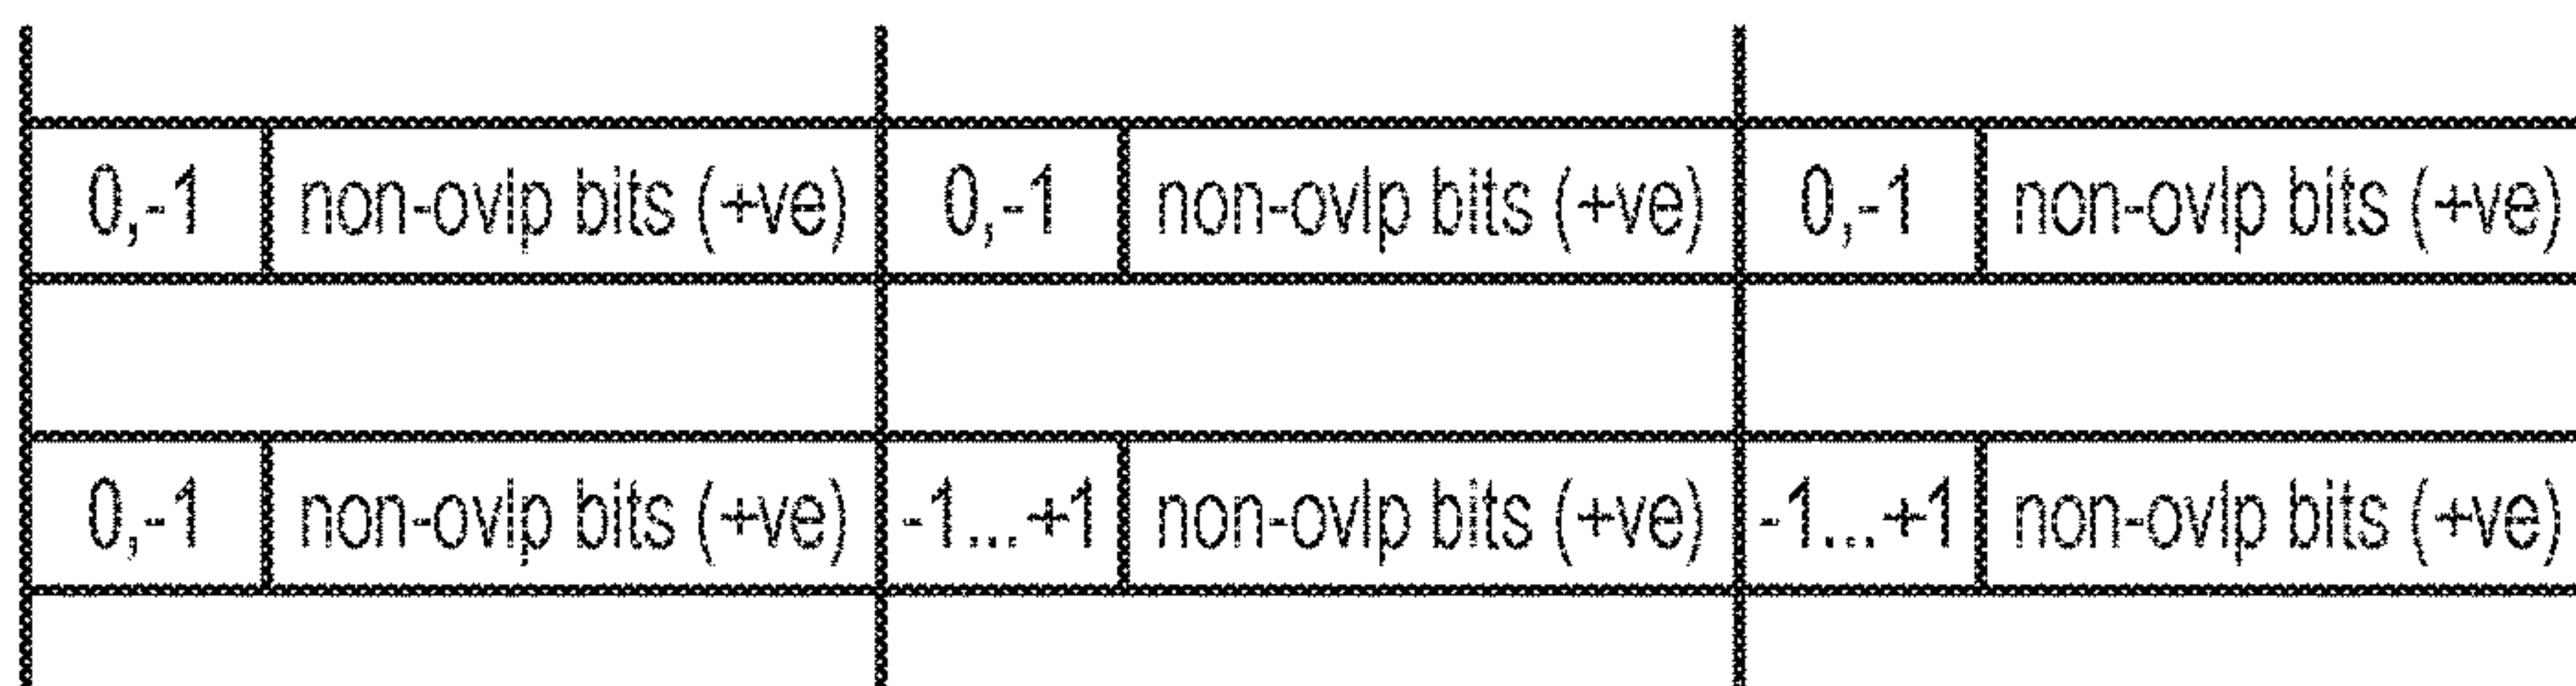 0,-1 non-ovlp bits (+ve) 0,-1 non-ovlp bits (+ve) 0,-1 non-ovlp bits (+ve)
0,-1 non-ovlp bits (+ve) -1...+1 non-ovlp bits (+ve) -1...+1 non-ovlp bits (+ve)